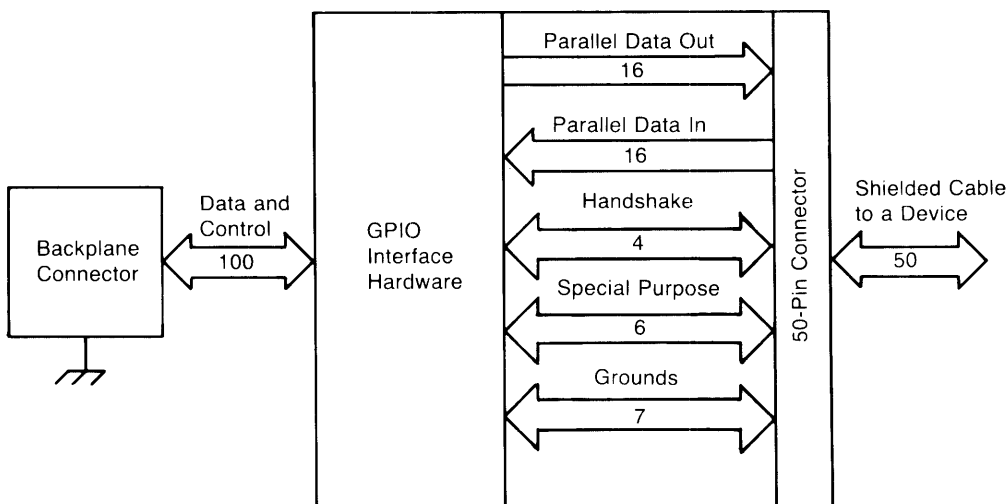 Backplane
Connector
Data and
Control
100
GPIO
Interface
Hardware
Parallel Data Out
16
Parallel Data In
16
Handshake
4
Special Purpose
6
Grounds
7
50-Pin Connector
Shielded Cable
to a Device
50